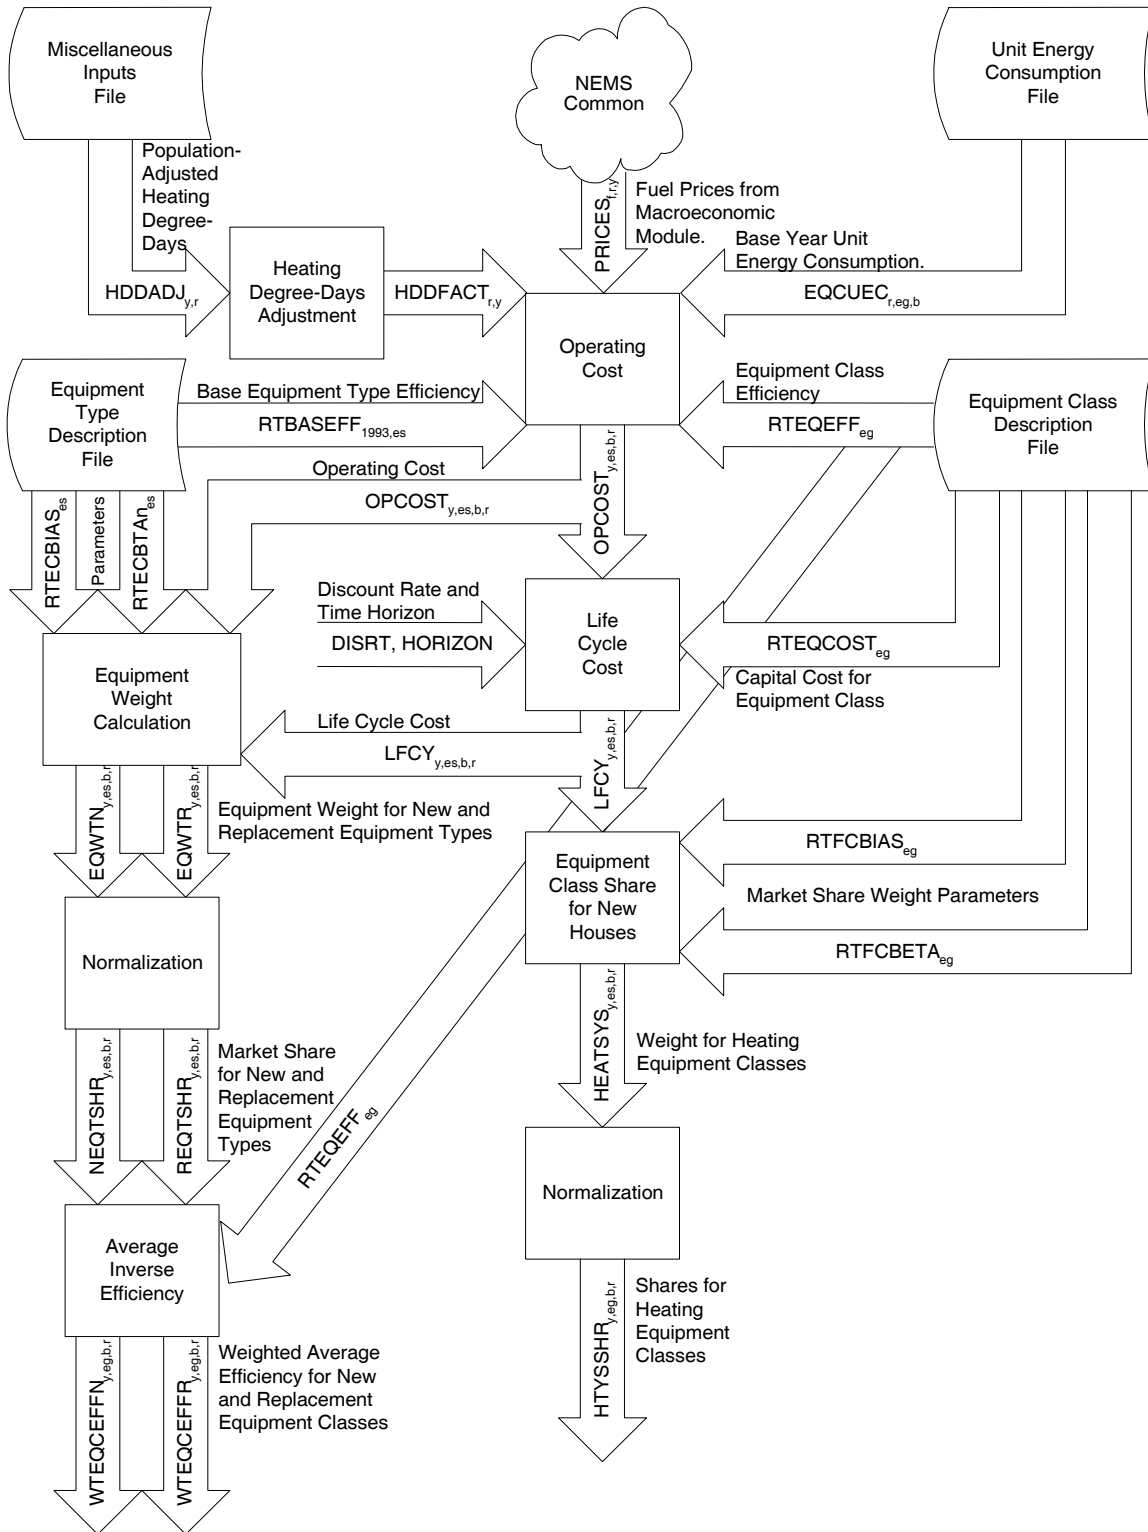 Miscellaneous
Inputs
File
NEMS
Common
Unit Energy
Consumption
File
Population-
Adjusted
Heating
Degree-
Days
HDDADJy,r
Heating
Degree-Days
Adjustment
HDDFACTr,y
PRICESf,r,y
Fuel Prices from
Macroeconomic
Module.
Base Year Unit
Energy Consumption.
EQCUECr,eg,b
Operating
Cost
Equipment
Type
Description
File
Base Equipment Type Efficiency
RTBASEFF1993,es
Equipment Class
Efficiency
RTEQEFFeg
Equipment Class
Description
File
Operating Cost
OPCOSTy,es,b,r
OPCOSTy,es,b,r
RTECBIASes
Parameters
RTECBTAnes
Discount Rate and
Time Horizon
DISRT, HORIZON
Life
Cycle
Cost
RTEQCOSTeg
Capital Cost for
Equipment Class
Equipment
Weight
Calculation
Life Cycle Cost
LFCYy,es,b,r
LFCYy,es,b,r
EQWTNy,es,b,r
EQWTRy,es,b,r
Equipment Weight for New and
Replacement Equipment Types
Equipment
Class Share
for New
Houses
RTFCBIASeg
Market Share Weight Parameters
RTFCBETAeg
Normalization
HEATSYSy,es,b,r
Weight for Heating
Equipment Classes
NEQTSHRy,es,b,r
REQTSHRy,es,b,r
Market Share
for New and
Replacement
Equipment
Types
RTEQEFFeg
Normalization
Average
Inverse
Efficiency
HTYSSHRy,eg,b,r
Shares for
Heating
Equipment
Classes
WTEQCEFFNy,eg,b,r
WTEQCEFFRy,eg,b,r
Weighted Average
Efficiency for New
and Replacement
Equipment Classes